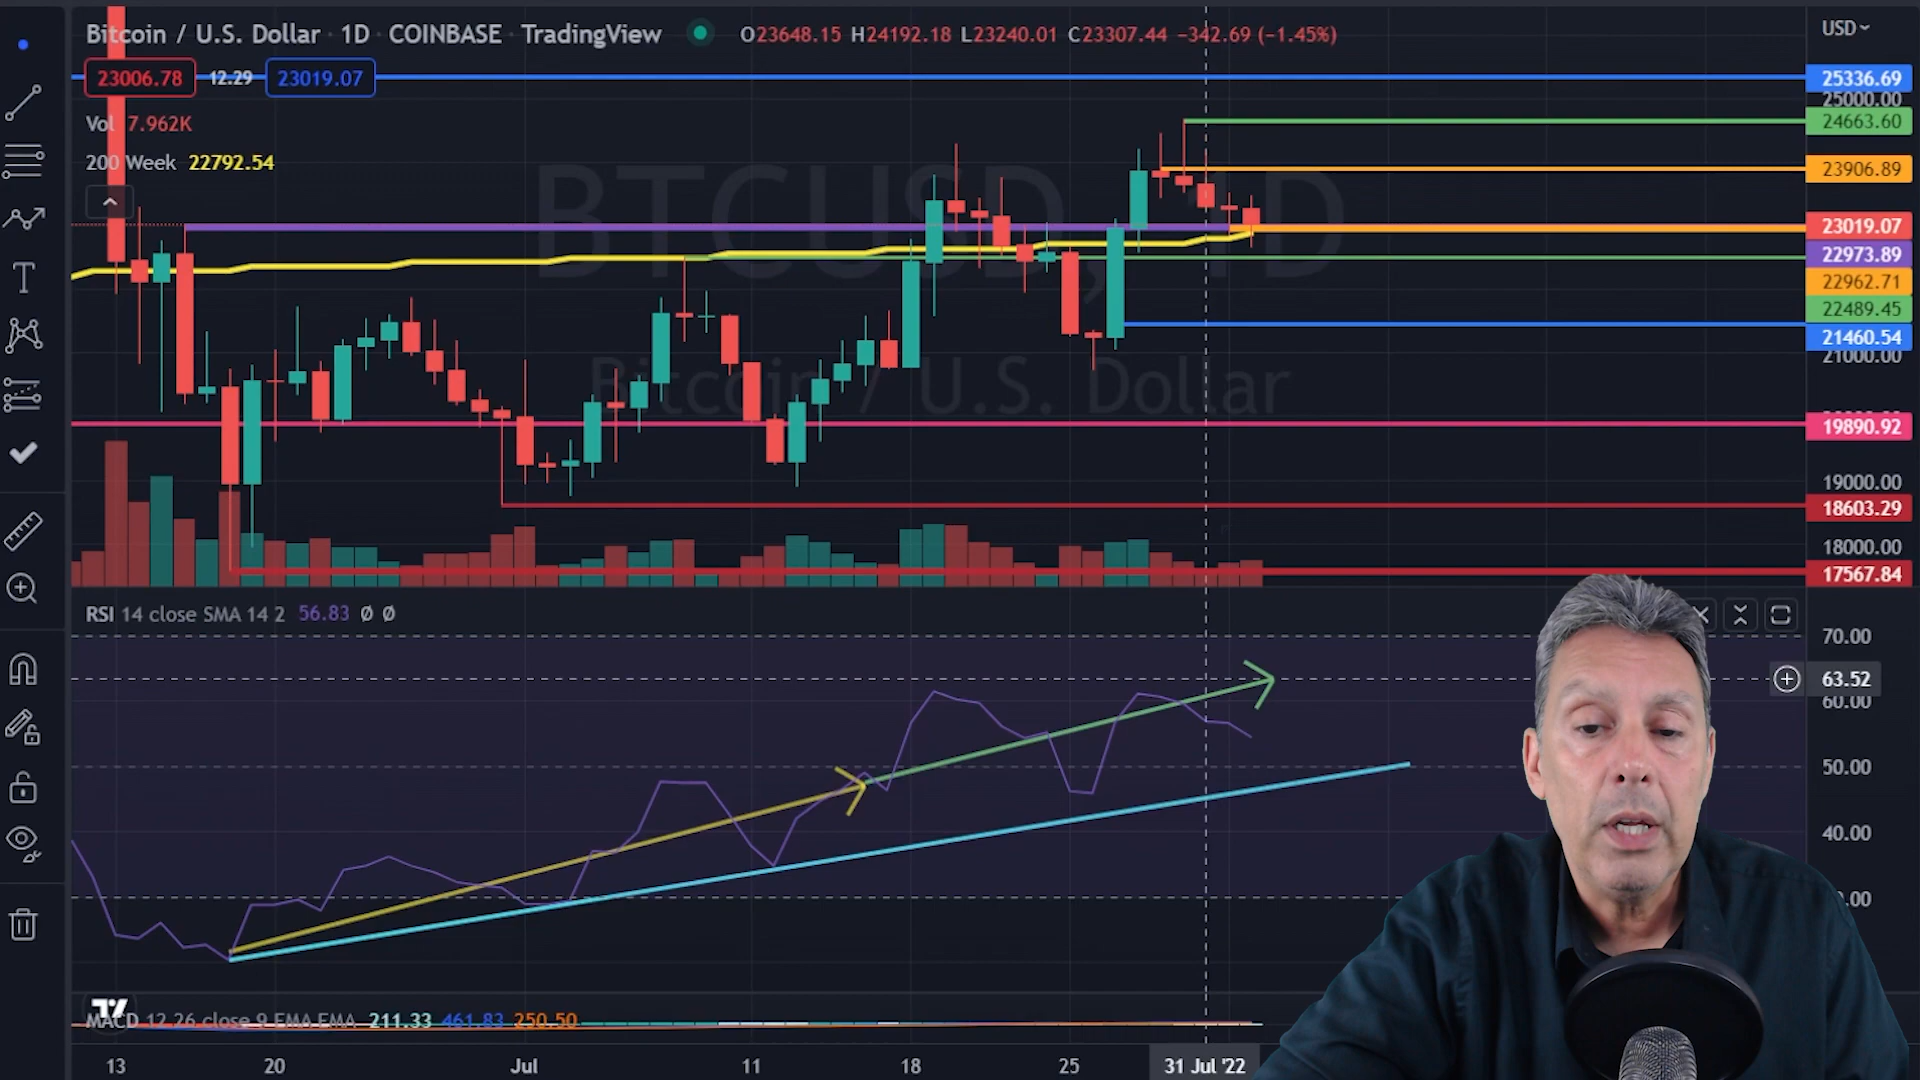 Bitcoin / U.S. Dollar · 1D · COINBASE · TradingView O23648.15 H24192.18 L23240.01 C23307.44 −342.69 (−1.45%) USD
23006.78 12.29 23019.07 25336.69
25000.00
Vol 7.962K 24663.60
200 Week 22792.54 23906.89
BTCUSD, 1D
23019.07
22973.89
22962.71
22489.45
21460.54
21000.00
Bitcoin / U.S. Dollar
19890.92
19000.00
18603.29
18000.00
17567.84
RSI 14 close SMA 14 2 56.83 Ø Ø
70.00
63.52
60.00
50.00
40.00
MACD 12 26 close 9 EMA EMA 211.33 461.83 250.50
13 20 Jul 11 18 25 31 Jul '22